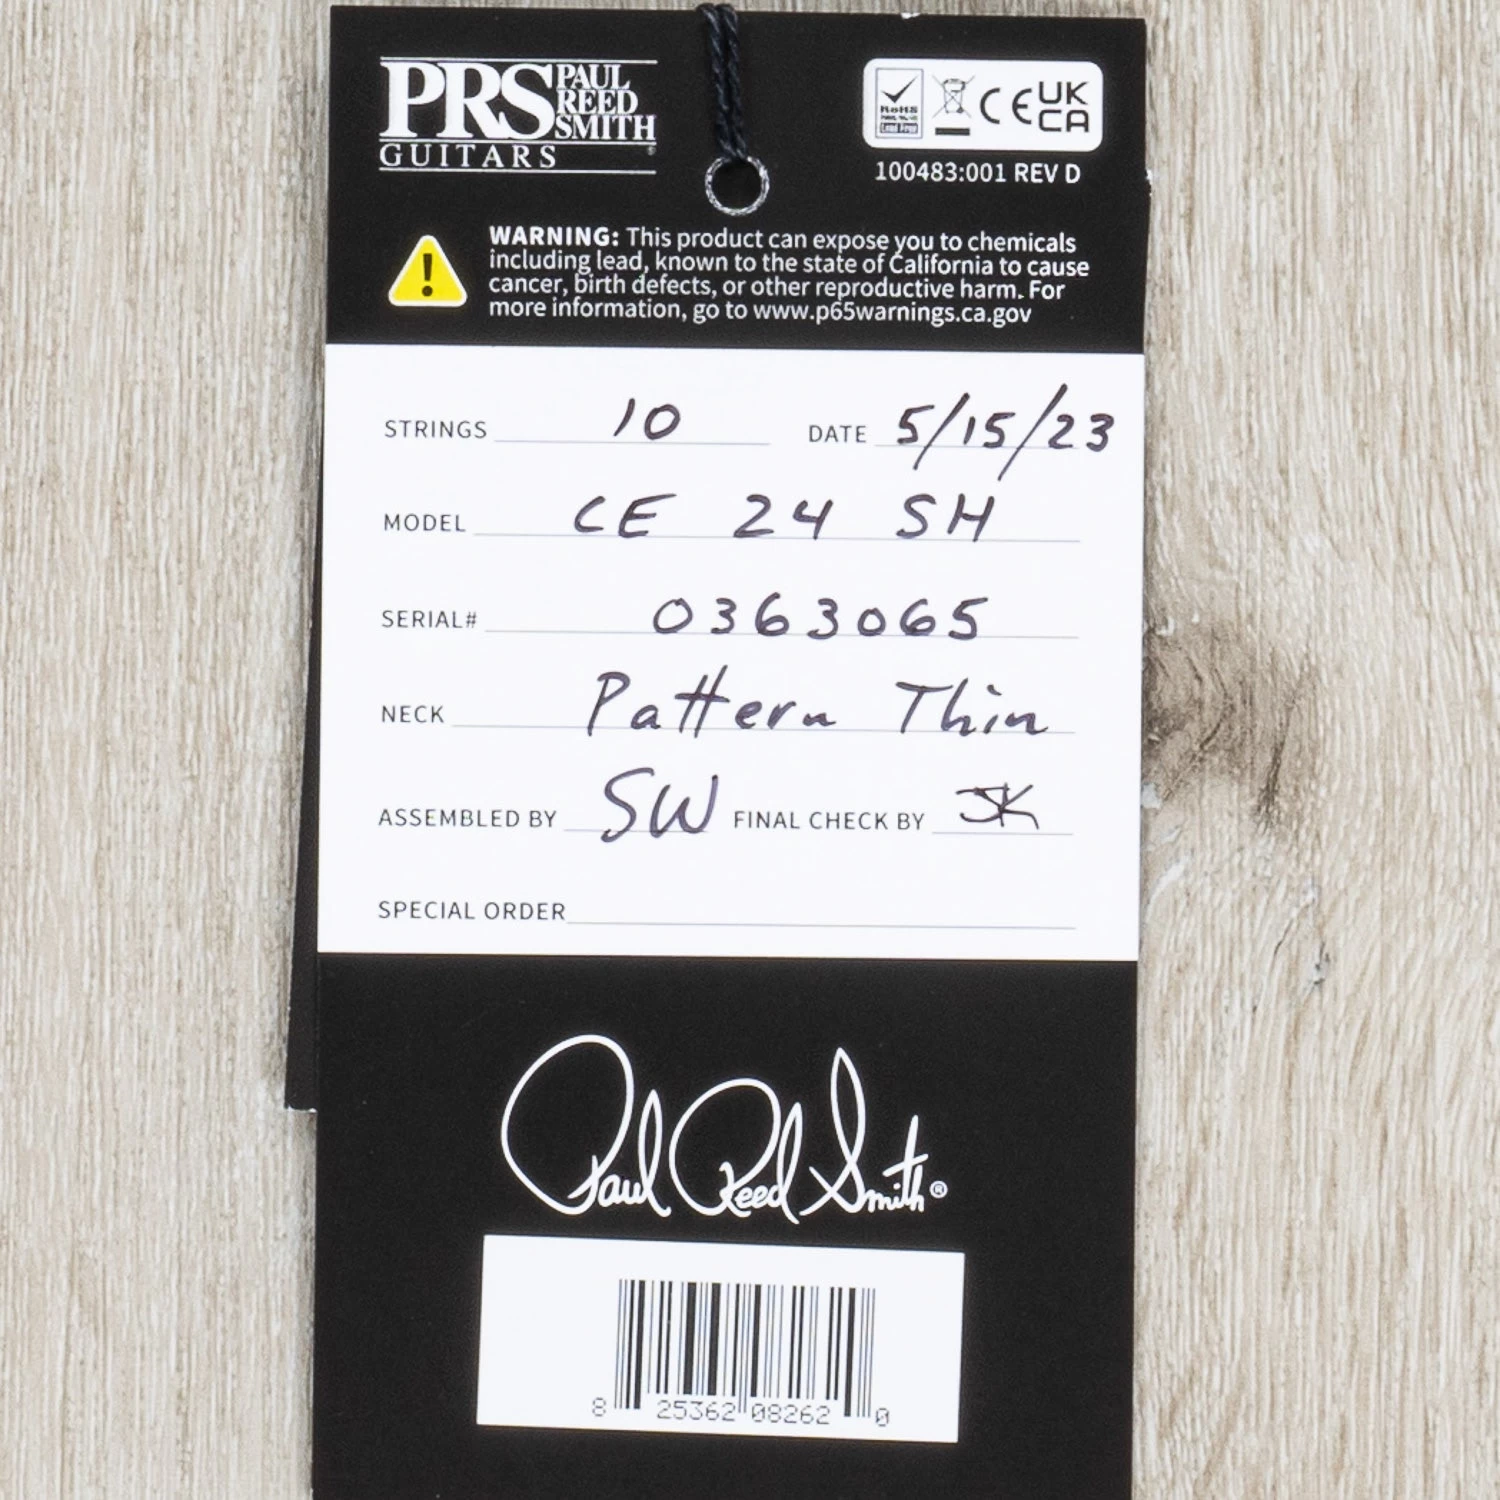 PRS PAUL REED SMITH
GUITARS
RoHS
Lead Free
CE UK CA
100483:001 REV D
WARNING: This product can expose you to chemicals
including lead, known to the state of California to cause
cancer, birth defects, or other reproductive harm. For
more information, go to www.p65warnings.ca.gov
STRINGS 10 DATE 5/15/23
MODEL CE 24 SH
SERIAL# 0363065
NECK Pattern Thin
ASSEMBLED BY SW FINAL CHECK BY JK
SPECIAL ORDER
Paul Reed Smith®
8 25362 08262 0